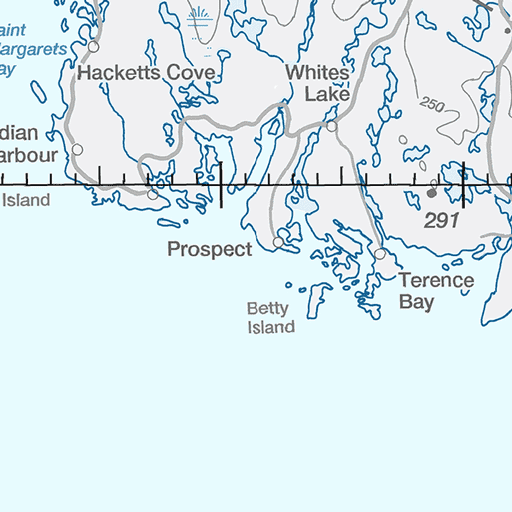 aint
argarets
ay
Hacketts Cove
Whites
Lake
250
dian
arbour
Island
291
Prospect
Terence
Bay
Betty
Island